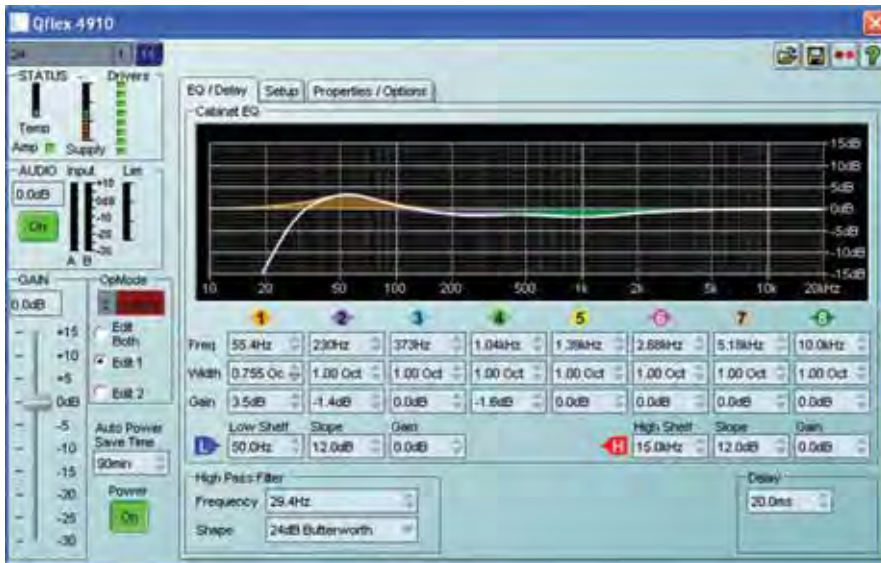 Qflex 4910
24 1
STATUS Drivers
Temp
Amp Supply
AUDIO Input Lim
0.0dB
On
+10
0dB
-10
-20
-30
A B
GAIN OpMode
0.0dB
Edit Both
Edit 1
Edit 2
+15
+10
+5
0dB
-5
-10
-15
-20
-25
-30
Auto Power
Save Time
90min
Power
On
EQ / Delay Setup Properties / Options
Cabinet EQ
15dB
10dB
5dB
0dB
-5dB
-10dB
-15dB
10 20 50 100 200 500 1k 2k 5k 10k 20kHz
1 2 3 4 5 6 7 8
Freq 55.4Hz 230Hz 373Hz 1.04kHz 1.39kHz 2.68kHz 5.18kHz 10.0kHz
Width 0.755 Oc 1.00 Oct 1.00 Oct 1.00 Oct 1.00 Oct 1.00 Oct 1.00 Oct 1.00 Oct
Gain 3.5dB -1.4dB 0.0dB -1.6dB 0.0dB 0.0dB 0.0dB 0.0dB
Low Shelf Slope Gain High Shelf Slope Gain
L 50.0Hz 12.0dB 0.0dB H 15.0kHz 12.0dB 0.0dB
High Pass Filter
Frequency 29.4Hz
Shape 24dB Butterworth
Delay
20.0ms